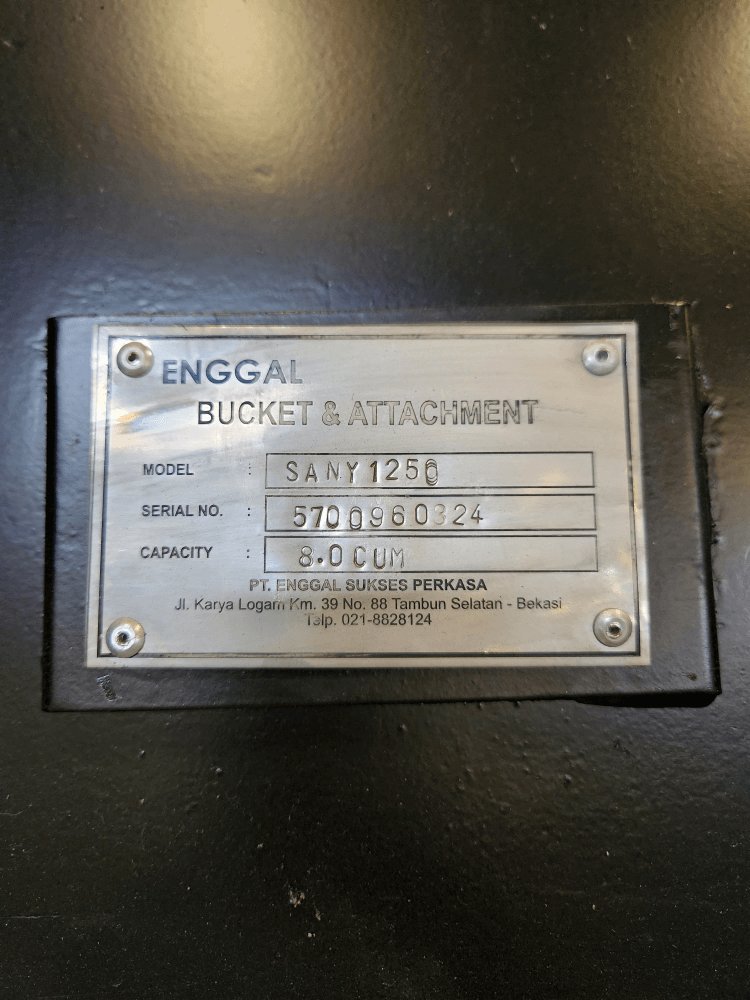 ENGGAL
BUCKET & ATTACHMENT
MODEL : SANY1250
SERIAL NO. : 5700960324
CAPACITY : 8.0 CUM
PT. ENGGAL SUKSES PERKASA
Jl. Karya Logam Km. 39 No. 88 Tambun Selatan - Bekasi
Telp. 021-8828124